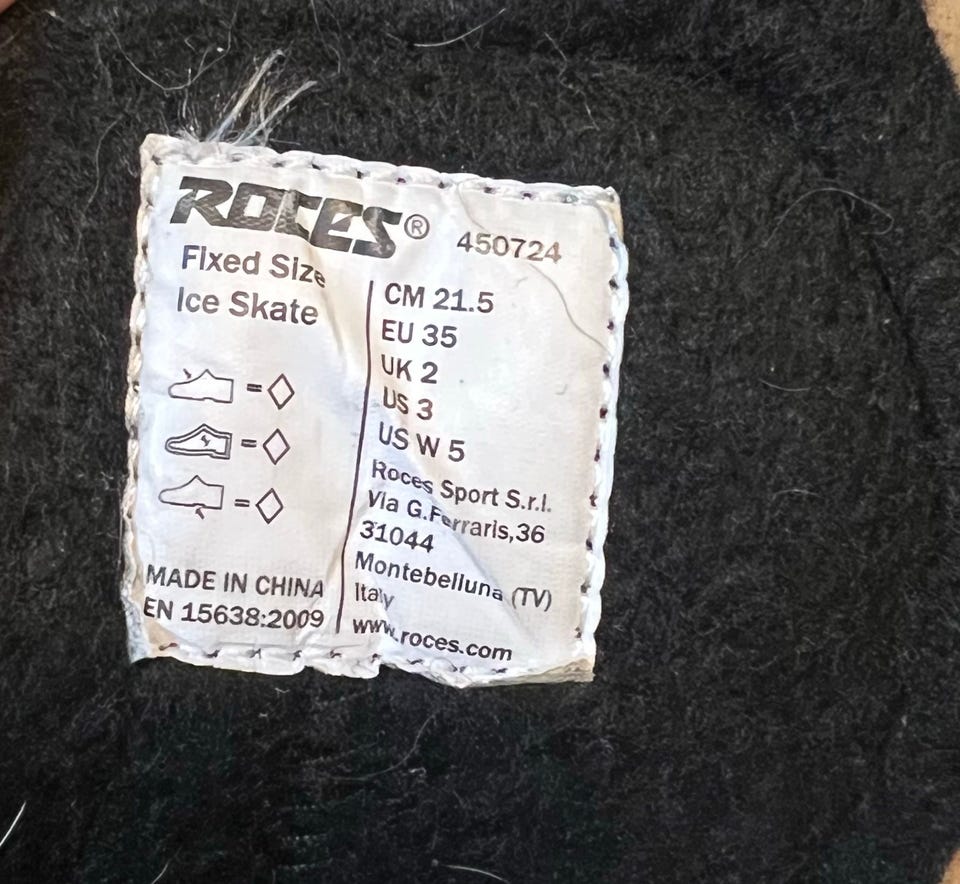 ROCES® 450724
Fixed Size
Ice Skate
= ◇
= ◇
= ◇
MADE IN CHINA
EN 15638:2009
CM 21.5
EU 35
UK 2
US 3
US W 5
Roces Sport S.r.l.
Via G.Ferraris,36
31044
Montebelluna (TV)
Italy
www.roces.com